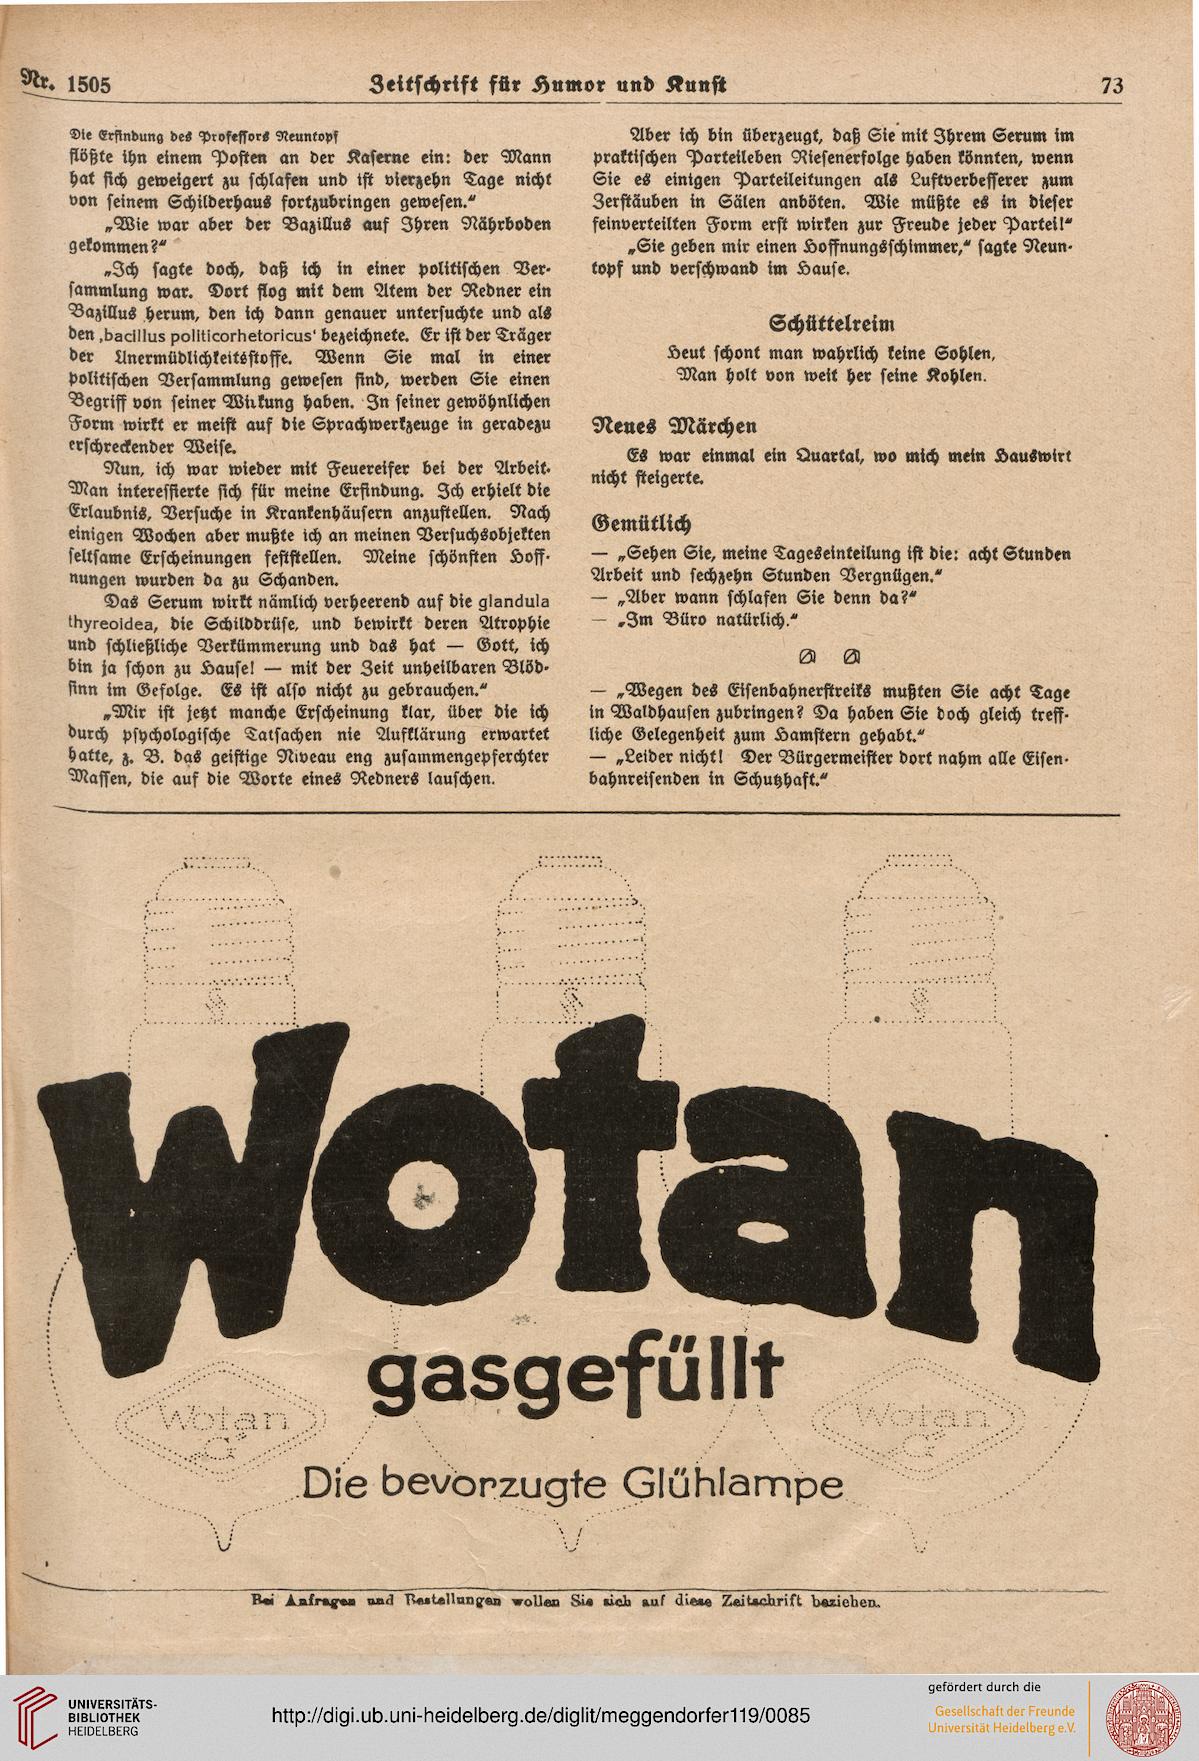 Nr. 1505
Zeitschrift für Humor und Kunst
73
Die Erfindung des Professors Neuntopf
flößte ihn einem Posten an der Kaserne ein: der Mann
hat sich geweigert zu schlafen und ist vierzehn Tage nicht
von seinem Schilderhaus fortzubringen gewesen.“
„Wie war aber der Bazillus auf Ihren Nährboden
gekommen?“
„Ich sagte doch, daß ich in einer politischen Ver-
sammlung war. Dort flog mit dem Atem der Redner ein
Bazillus herum, den ich dann genauer untersuchte und als
den ‚bacillus politicorhetoricus‘ bezeichnete. Er ist der Träger
der Unermüdlichkeitsstoffe. Wenn Sie mal in einer
politischen Versammlung gewesen sind, werden Sie einen
Begriff von seiner Wirkung haben. In seiner gewöhnlichen
Form wirkt er meist auf die Sprachwerkzeuge in geradezu
erschreckender Weise.
Nun, ich war wieder mit Feuereifer bei der Arbeit.
Man interessierte sich für meine Erfindung. Ich erhielt die
Erlaubnis, Versuche in Krankenhäusern anzustellen. Nach
einigen Wochen aber mußte ich an meinen Versuchsobjekten
seltsame Erscheinungen feststellen. Meine schönsten Hoff-
nungen wurden da zu Schanden.
Das Serum wirkt nämlich verheerend auf die glandula
thyreoidea, die Schilddrüse, und bewirkt deren Atrophie
und schließliche Verkümmerung und das hat — Gott, ich
bin ja schon zu Hause! — mit der Zeit unheilbaren Blöd-
sinn im Gefolge. Es ist also nicht zu gebrauchen.“
„Mir ist jetzt manche Erscheinung klar, über die ich
durch psychologische Tatsachen nie Aufklärung erwartet
hatte, z. B. das geistige Niveau eng zusammengepferchter
Massen, die auf die Worte eines Redners lauschen.
Aber ich bin überzeugt, daß Sie mit Ihrem Serum im
praktischen Parteileben Riesenerfolge haben könnten, wenn
Sie es einigen Parteileitungen als Luftverbesserer zum
Zerstäuben in Sälen anböten. Wie müßte es in dieser
feinverteilten Form erst wirken zur Freude jeder Partei!“
„Sie geben mir einen Hoffnungsschimmer,“ sagte Neun-
topf und verschwand im Hause.
Schüttelreim
Heut schont man wahrlich keine Sohlen,
Man holt von weit her seine Kohlen.
Neues Märchen
Es war einmal ein Quartal, wo mich mein Hauswirt
nicht steigerte.
Gemütlich
— „Sehen Sie, meine Tageseinteilung ist die: acht Stunden
Arbeit und sechzehn Stunden Vergnügen.“
— „Aber wann schlafen Sie denn da?“
— „Im Büro natürlich.“
— „Wegen des Eisenbahnerstreiks mußten Sie acht Tage
in Waldhausen zubringen? Da haben Sie doch gleich treff-
liche Gelegenheit zum Hamstern gehabt.“
— „Leider nicht! Der Bürgermeister dort nahm alle Eisen-
bahnreisenden in Schutzhaft.“
Wotan
gasgefüllt
Wotan
G
Wotan
G
Die bevorzugte Glühlampe
Bei Anfragen und Bestellungen wollen Sie sich auf diese Zeitschrift beziehen.
UNIVERSITÄTS-
BIBLIOTHEK
HEIDELBERG
http://digi.ub.uni-heidelberg.de/diglit/meggendorfer119/0085
gefördert durch die
Gesellschaft der Freunde
Universität Heidelberg e.V.